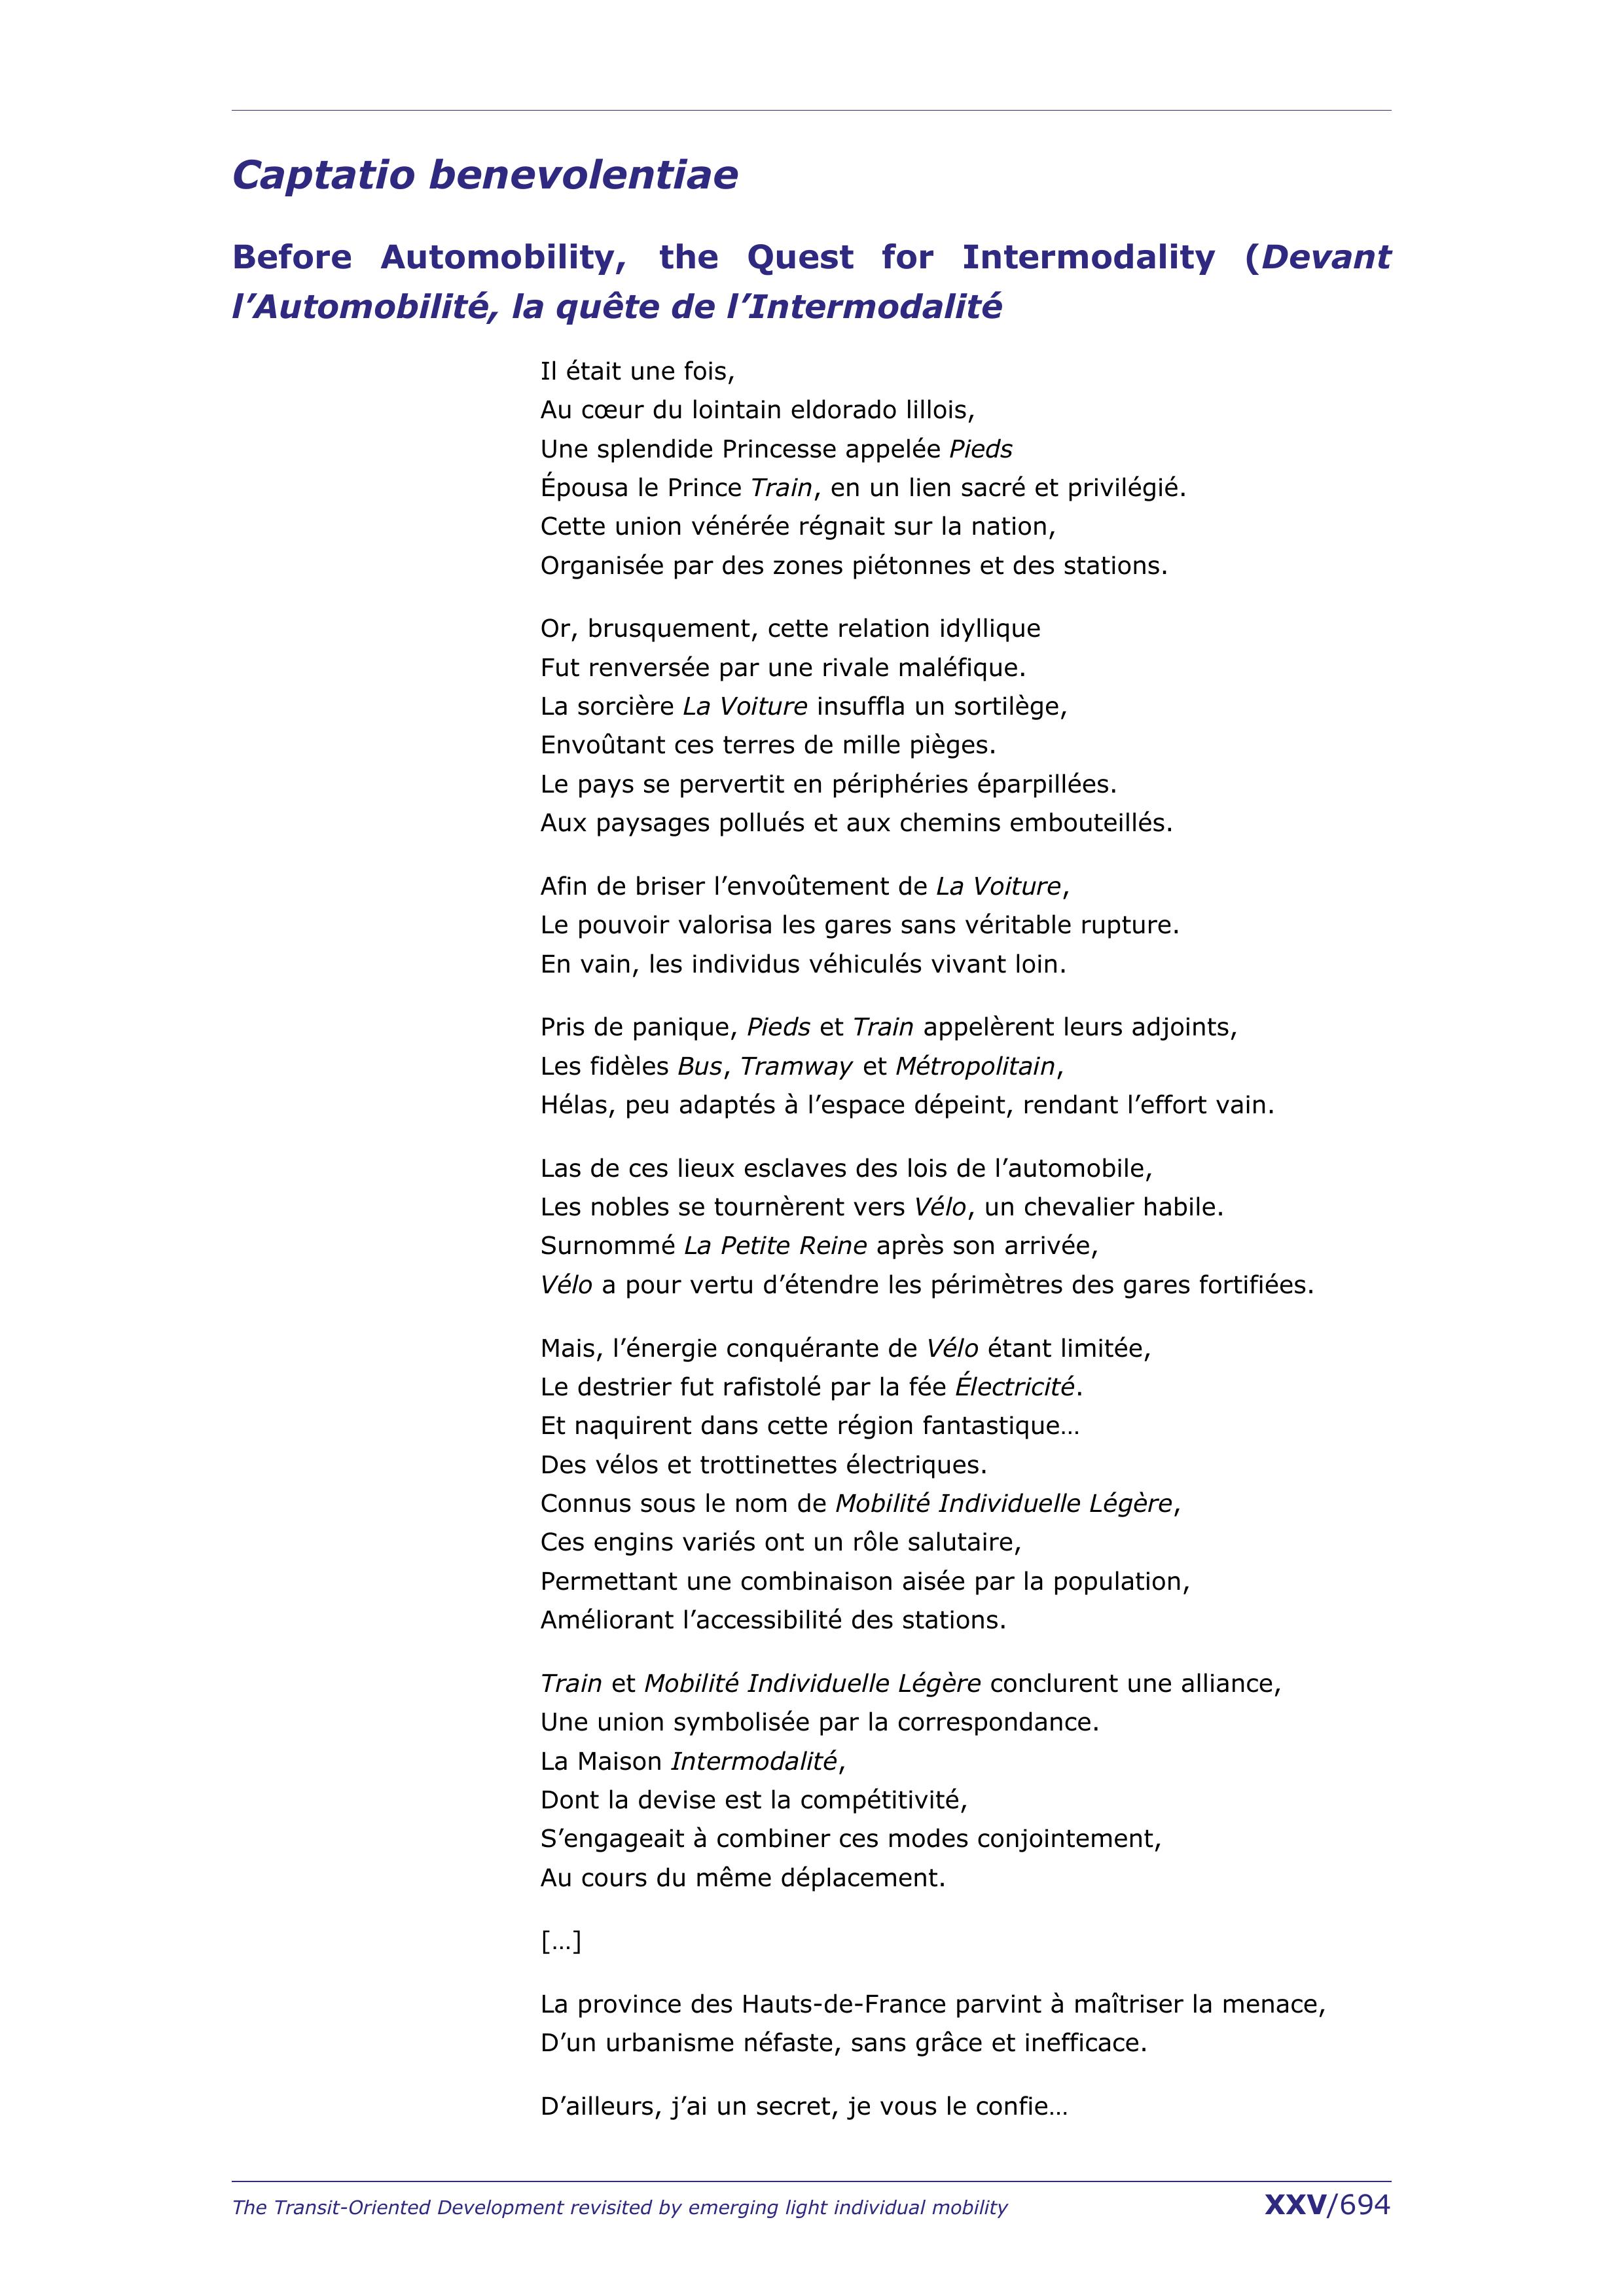 Captatio benevolentiae
Before Automobility, the Quest for Intermodality (Devant
l’Automobilité, la quête de l’Intermodalité
Il était une fois,
Au cœur du lointain eldorado lillois,
Une splendide Princesse appelée Pieds
Épousa le Prince Train, en un lien sacré et privilégié.
Cette union vénérée régnait sur la nation,
Organisée par des zones piétonnes et des stations.
Or, brusquement, cette relation idyllique
Fut renversée par une rivale maléfique.
La sorcière La Voiture insuffla un sortilège,
Envoûtant ces terres de mille pièges.
Le pays se pervertit en périphéries éparpillées.
Aux paysages pollués et aux chemins embouteillés.
Afin de briser l’envoûtement de La Voiture,
Le pouvoir valorisa les gares sans véritable rupture.
En vain, les individus véhiculés vivant loin.
Pris de panique, Pieds et Train appelèrent leurs adjoints,
Les fidèles Bus, Tramway et Métropolitain,
Hélas, peu adaptés à l’espace dépeint, rendant l’effort vain.
Las de ces lieux esclaves des lois de l’automobile,
Les nobles se tournèrent vers Vélo, un chevalier habile.
Surnommé La Petite Reine après son arrivée,
Vélo a pour vertu d’étendre les périmètres des gares fortifiées.
Mais, l’énergie conquérante de Vélo étant limitée,
Le destrier fut rafistolé par la fée Électricité.
Et naquirent dans cette région fantastique…
Des vélos et trottinettes électriques.
Connus sous le nom de Mobilité Individuelle Légère,
Ces engins variés ont un rôle salutaire,
Permettant une combinaison aisée par la population,
Améliorant l’accessibilité des stations.
Train et Mobilité Individuelle Légère conclurent une alliance,
Une union symbolisée par la correspondance.
La Maison Intermodalité,
Dont la devise est la compétitivité,
S’engageait à combiner ces modes conjointement,
Au cours du même déplacement.
[…]
La province des Hauts-de-France parvint à maîtriser la menace,
D’un urbanisme néfaste, sans grâce et inefficace.
D’ailleurs, j’ai un secret, je vous le confie…
The Transit-Oriented Development revisited by emerging light individual mobility XXV/694